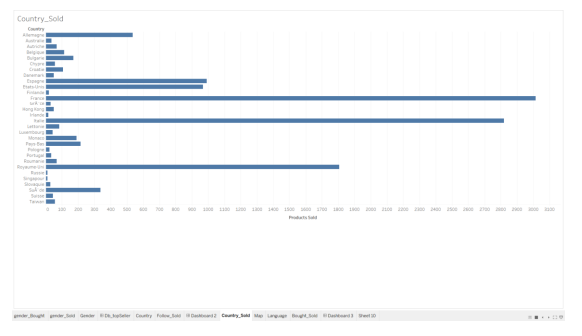 Country_Sold
Country
Allemagne
Australie
Autriche
Belgique
Bulgarie
Chypre
Croatie
Danemark
Espagne
Etats-Unis
Finlande
France
Hong Kong
Irlande
Italie
Lettonie
Luxembourg
Monaco
Pays-Bas
Pologne
Portugal
Roumanie
Royaume-Uni
Russie
Singapour
Slovaquie
SuÃ¨de
Suisse
Taiwan
0 100 200 300 400 500 600 700 800 900 1000 1100 1200 1300 1400 1500 1600 1700 1800 1900 2000 2100 2200 2300 2400 2500 2600 2700 2800 2900 3000 3100
Products Sold
gender_Bought gender_Sold Gender Db_topSeller Country Follow_Sold Dashboard 2 Country_Sold Map Language Bought_Sold Dashboard 3 Sheet 10